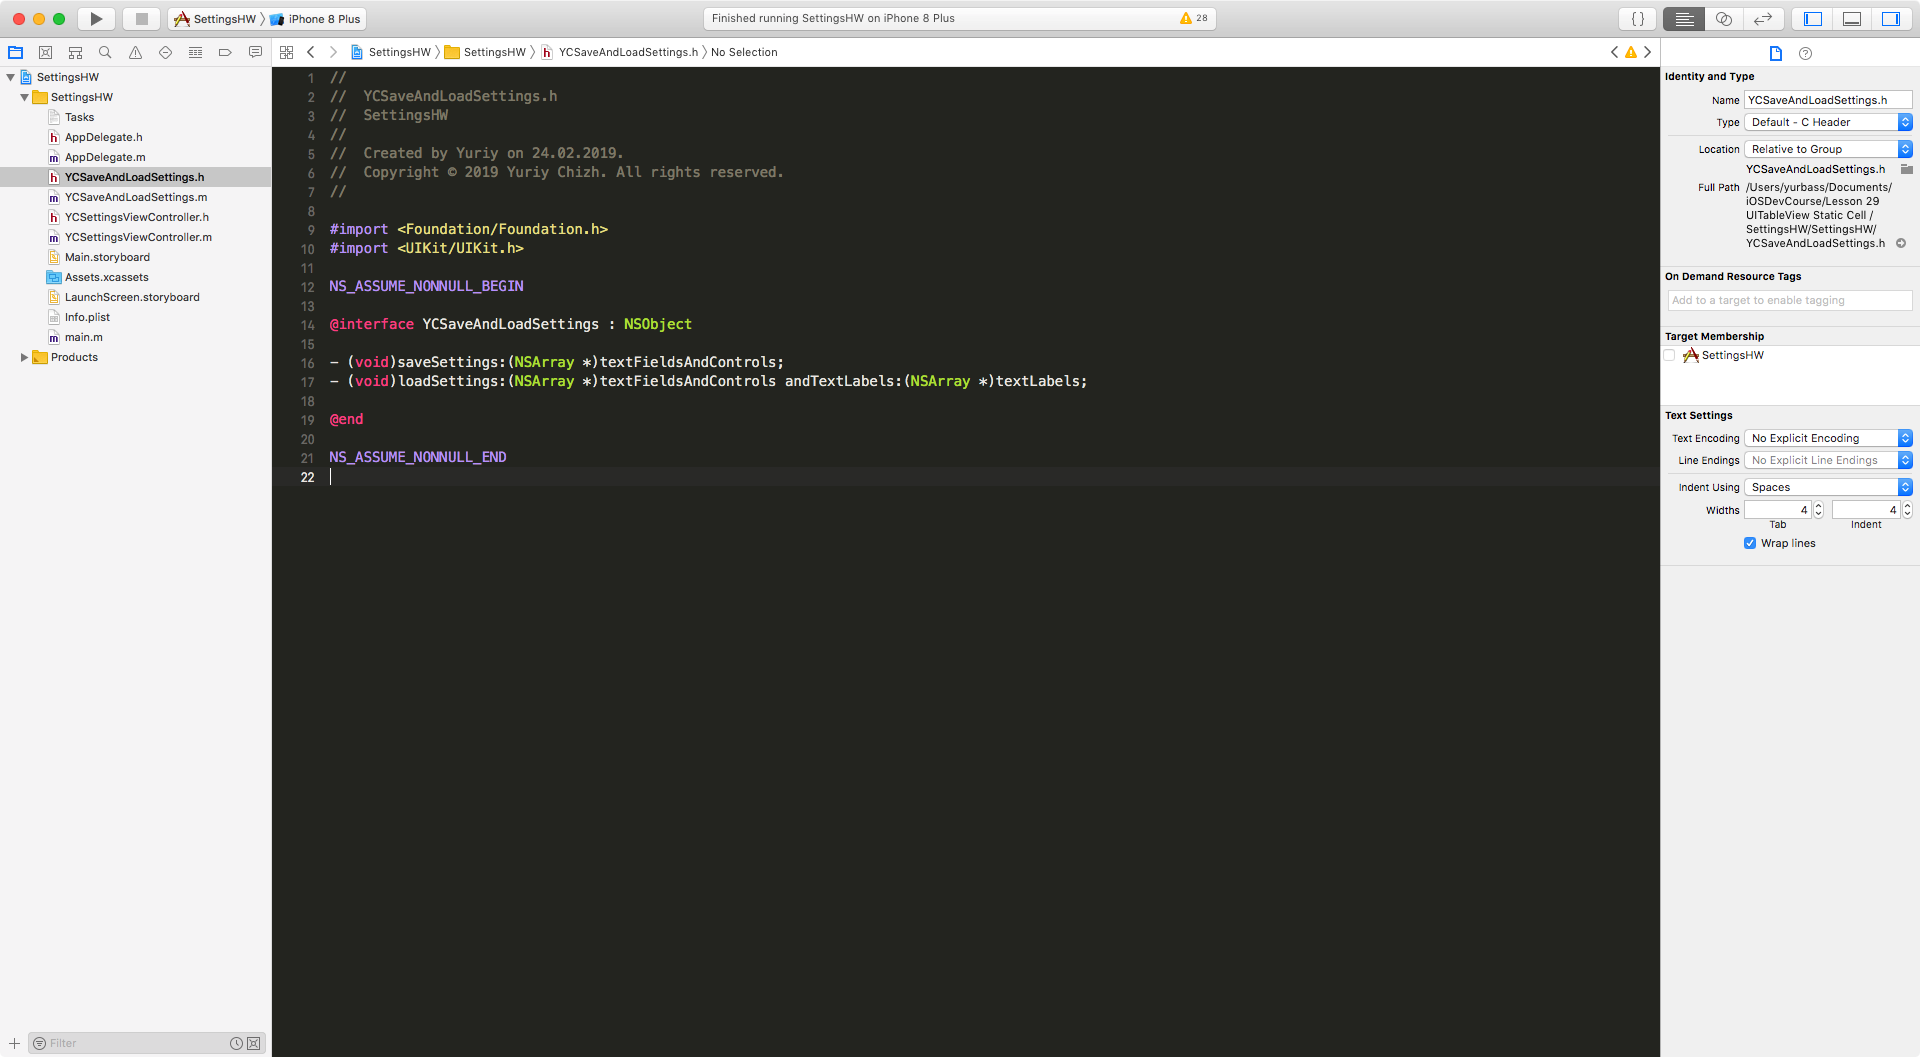 SettingsHW iPhone 8 Plus
Finished running SettingsHW on iPhone 8 Plus
28
{}
SettingsHW SettingsHW YCSaveAndLoadSettings.h No Selection
SettingsHW
SettingsHW
Tasks
AppDelegate.h
AppDelegate.m
YCSaveAndLoadSettings.h
YCSaveAndLoadSettings.m
YCSettingsViewController.h
YCSettingsViewController.m
Main.storyboard
Assets.xcassets
LaunchScreen.storyboard
Info.plist
main.m
Products
Filter
1 //
2 //  YCSaveAndLoadSettings.h
3 //  SettingsHW
4 //
5 //  Created by Yuriy on 24.02.2019.
6 //  Copyright © 2019 Yuriy Chizh. All rights reserved.
7 //
8
9 #import <Foundation/Foundation.h>
10 #import <UIKit/UIKit.h>
11
12 NS_ASSUME_NONNULL_BEGIN
13
14 @interface YCSaveAndLoadSettings : NSObject
15
16 - (void)saveSettings:(NSArray *)textFieldsAndControls;
17 - (void)loadSettings:(NSArray *)textFieldsAndControls andTextLabels:(NSArray *)textLabels;
18
19 @end
20
21 NS_ASSUME_NONNULL_END
22
Identity and Type
Name YCSaveAndLoadSettings.h
Type Default - C Header
Location Relative to Group
YCSaveAndLoadSettings.h
Full Path /Users/yurbass/Documents/
iOSDevCourse/Lesson 29
UITableView Static Cell /
SettingsHW/SettingsHW/
YCSaveAndLoadSettings.h
On Demand Resource Tags
Add to a target to enable tagging
Target Membership
SettingsHW
Text Settings
Text Encoding No Explicit Encoding
Line Endings No Explicit Line Endings
Indent Using Spaces
Widths 4 4
Tab Indent
Wrap lines